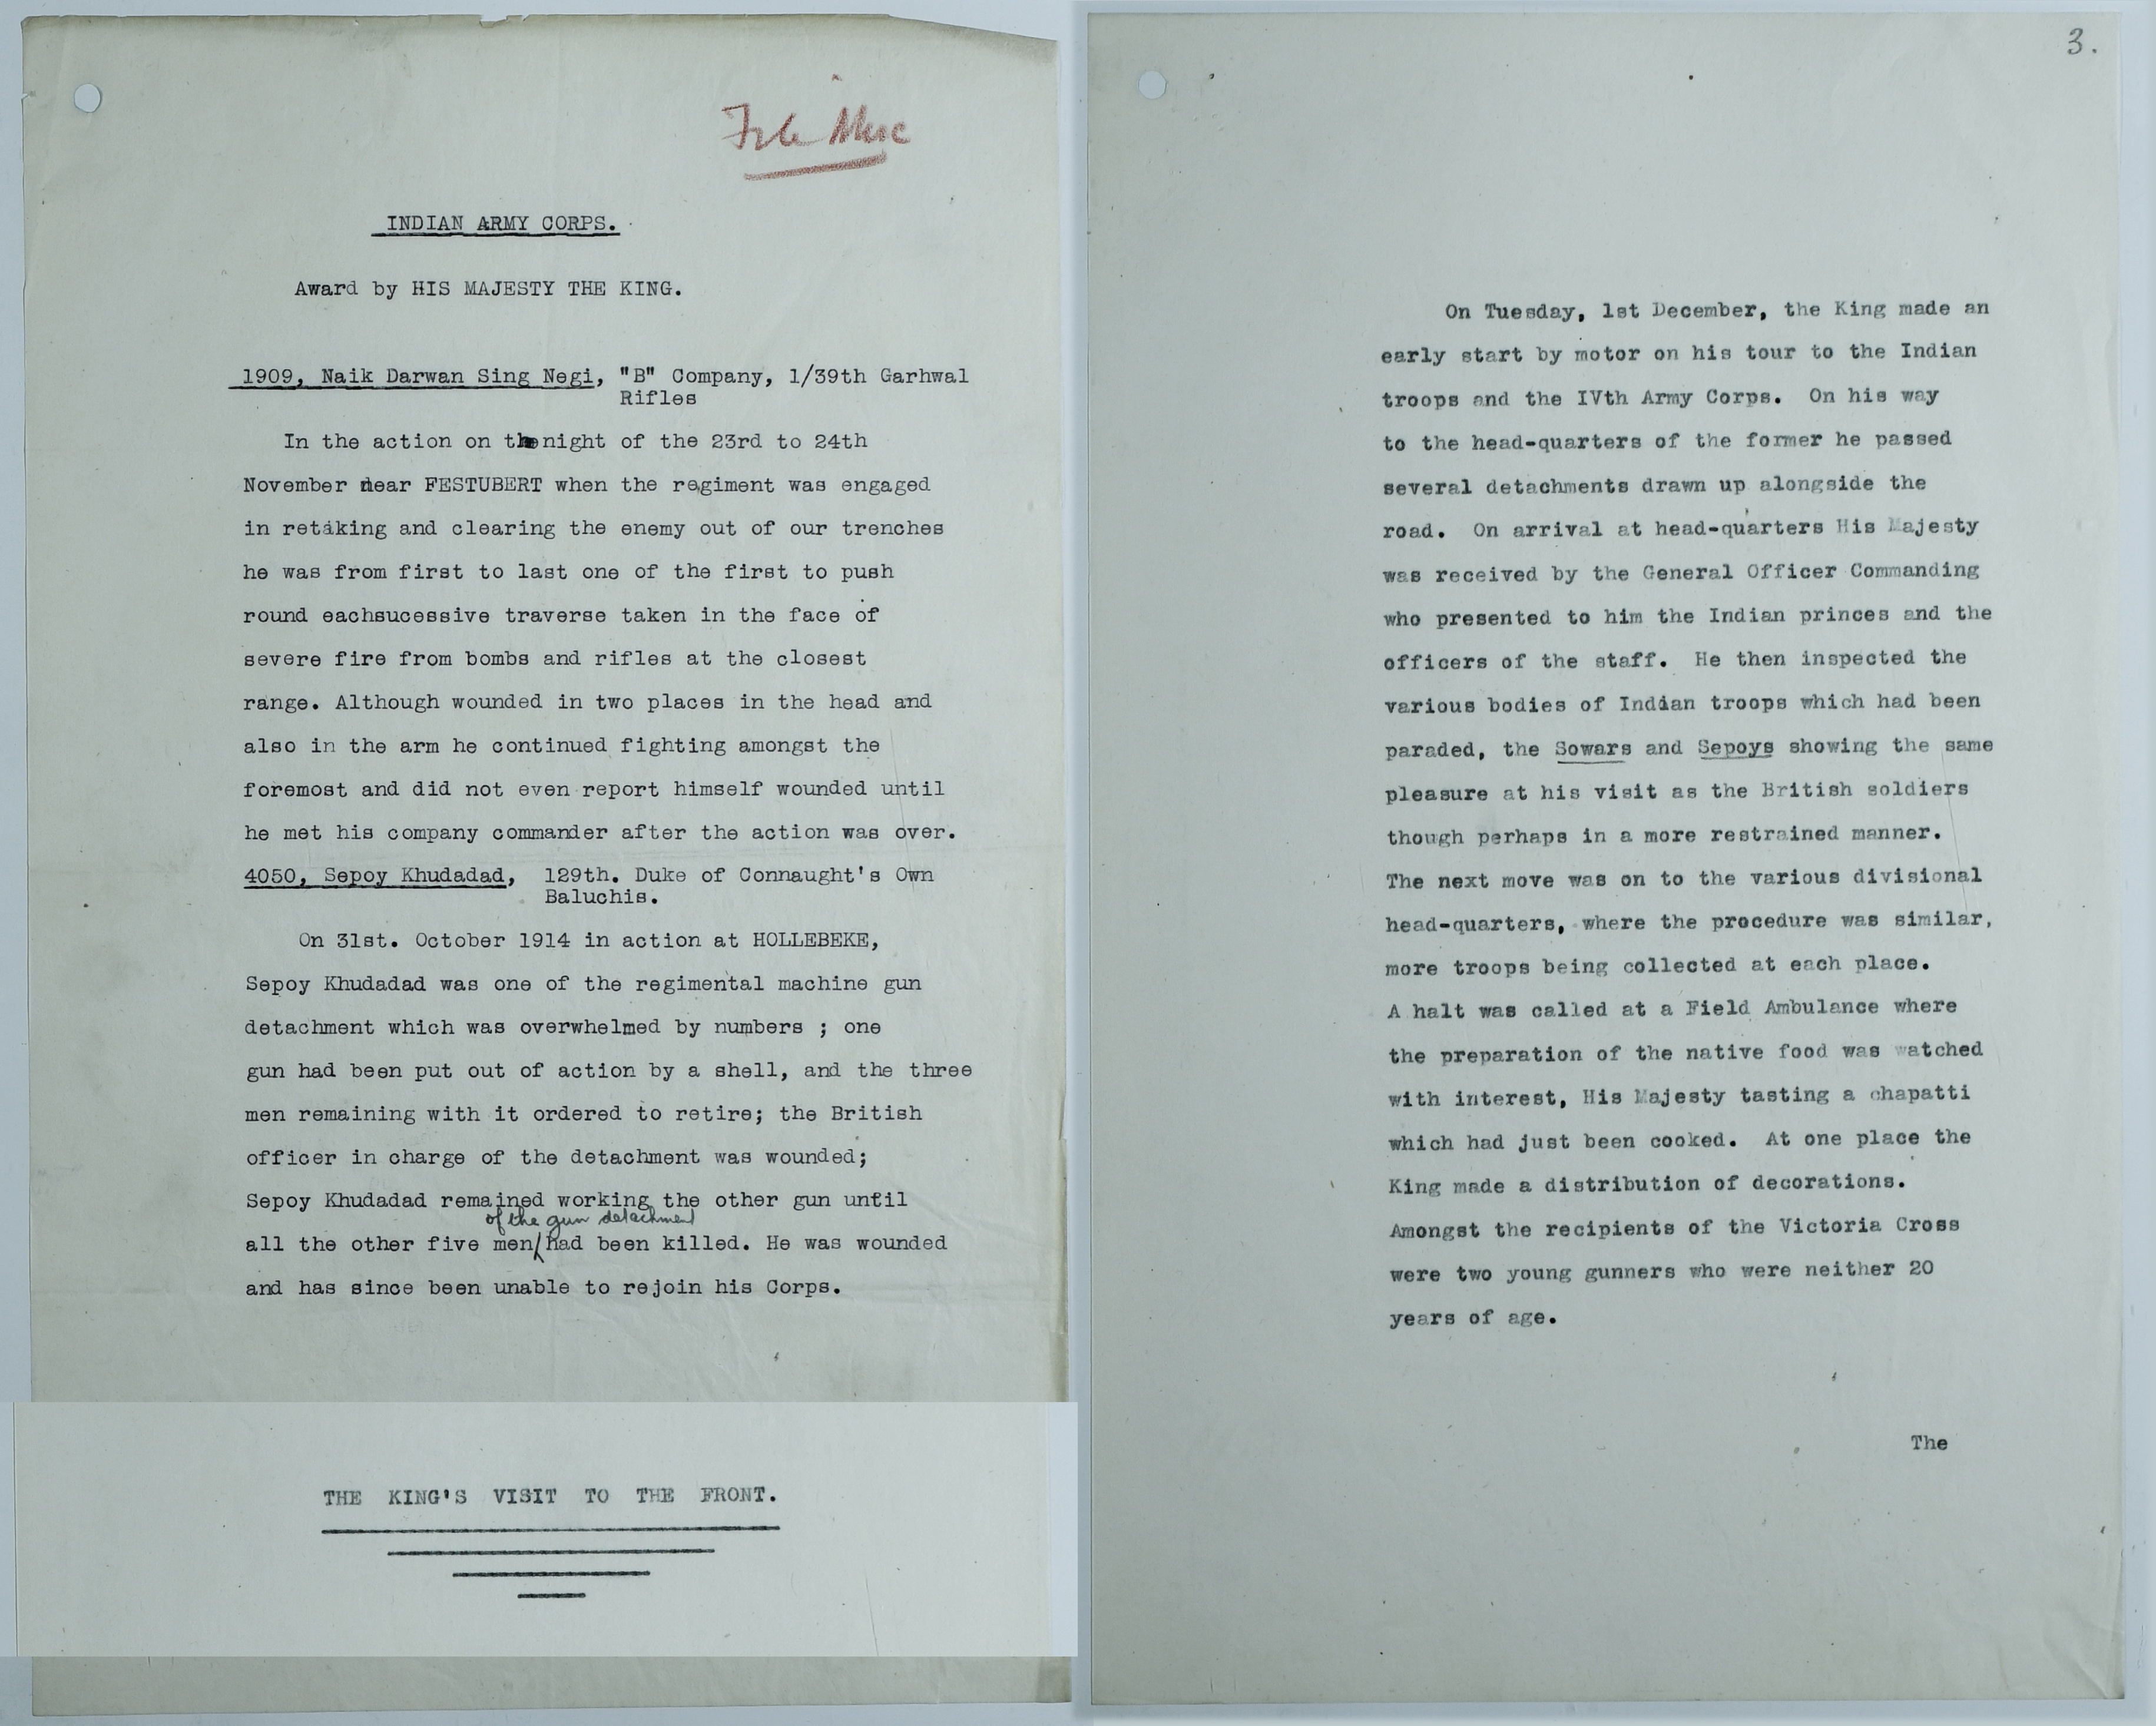 File
INDIAN ARMY CORPS.
Award by HIS MAJESTY THE KING.
1909, Naik Darwan Sing Negi, "B" Company, 1/39th Garhwal
Rifles
In the action on the night of the 23rd to 24th
November near FESTUBERT when the regiment was engaged
in retaking and clearing the enemy out of our trenches
he was from first to last one of the first to push
round eachsucessive traverse taken in the face of
severe fire from bombs and rifles at the closest
range. Although wounded in two places in the head and
also in the arm he continued fighting amongst the
foremost and did not even report himself wounded until
he met his company commander after the action was over.
4050, Sepoy Khudadad, 129th. Duke of Connaught's Own
Baluchis.
On 31st. October 1914 in action at HOLLEBEKE,
Sepoy Khudadad was one of the regimental machine gun
detachment which was overwhelmed by numbers ; one
gun had been put out of action by a shell, and the three
men remaining with it ordered to retire; the British
officer in charge of the detachment was wounded;
Sepoy Khudadad remained working the other gun until
of the gun detachment
all the other five men had been killed. He was wounded
and has since been unable to rejoin his Corps.
THE KING'S VISIT TO THE FRONT.
3.
On Tuesday, 1st December, the King made an
early start by motor on his tour to the Indian
troops and the IVth Army Corps. On his way
to the head-quarters of the former he passed
several detachments drawn up alongside the
road. On arrival at head-quarters His Majesty
was received by the General Officer Commanding
who presented to him the Indian princes and the
officers of the staff. He then inspected the
various bodies of Indian troops which had been
paraded, the Sowars and Sepoys showing the same
pleasure at his visit as the British soldiers
though perhaps in a more restrained manner.
The next move was on to the various divisional
head-quarters, where the procedure was similar,
more troops being collected at each place.
A halt was called at a Field Ambulance where
the preparation of the native food was watched
with interest, His Majesty tasting a chapatti
which had just been cooked. At one place the
King made a distribution of decorations.
Amongst the recipients of the Victoria Cross
were two young gunners who were neither 20
years of age.
The